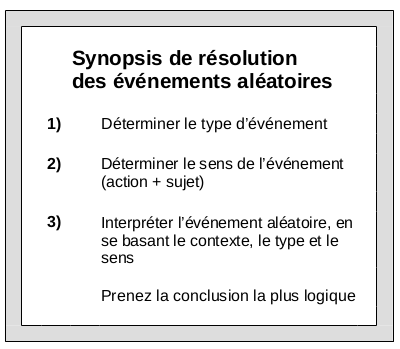 Synopsis de résolution
des événements aléatoires
1) Déterminer le type d'événement
2) Déterminer le sens de l'événement
(action + sujet)
3) Interpréter l'événement aléatoire, en
se basant le contexte, le type et le
sens
Prenez la conclusion la plus logique